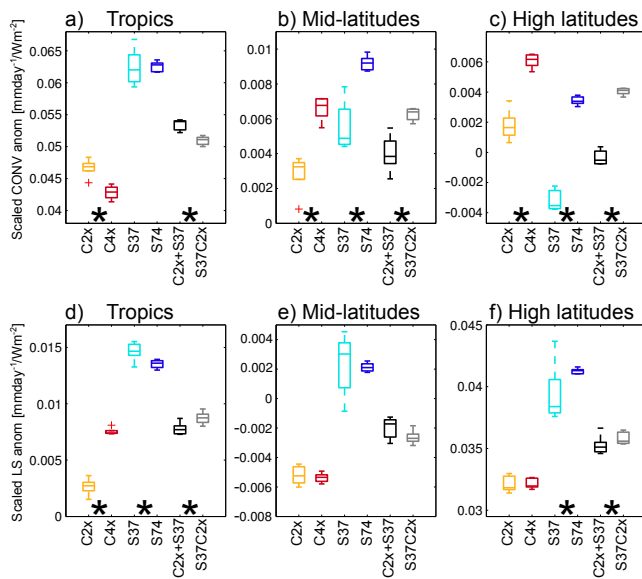 a) Tropics
b) Mid-latitudes
c) High latitudes
Scaled CONV anom [mmday⁻¹/Wm⁻²]
0.065
0.06
0.055
0.05
0.045
0.04
* *
C2x C4x S37 S74 C2x+S37 S37C2x
0.01
0.008
0.006
0.004
0.002
0
* * *
C2x C4x S37 S74 C2x+S37 S37C2x
0.006
0.004
0.002
0
−0.002
−0.004
* * *
C2x C4x S37 S74 C2x+S37 S37C2x
d) Tropics
e) Mid-latitudes
f) High latitudes
Scaled LS anom [mmday⁻¹/Wm⁻²]
0.015
0.01
0.005
0
* * *
C2x C4x S37 S74 C2x+S37 S37C2x
0.004
0.002
0
−0.002
−0.004
−0.006
−0.008
C2x C4x S37 S74 C2x+S37 S37C2x
0.045
0.04
0.035
0.03
* *
C2x C4x S37 S74 C2x+S37 S37C2x